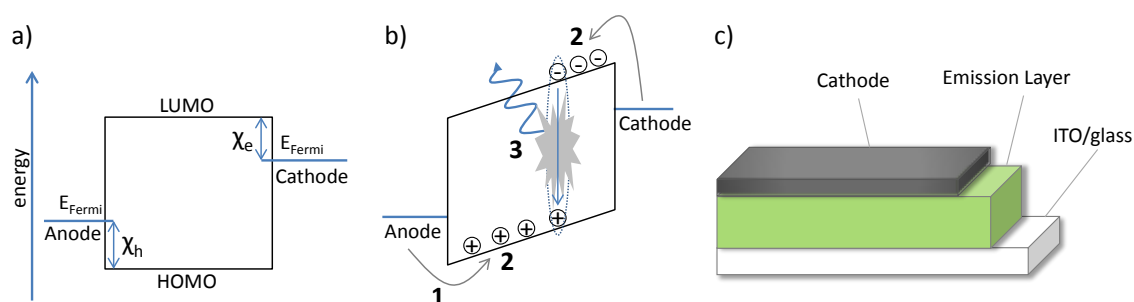 a)
energy
LUMO
χe
EFermi
Cathode
EFermi
Anode
χh
HOMO
b)
2
- - -
Cathode
3
Anode
+ + + +
2
1
c)
Cathode
Emission Layer
ITO/glass